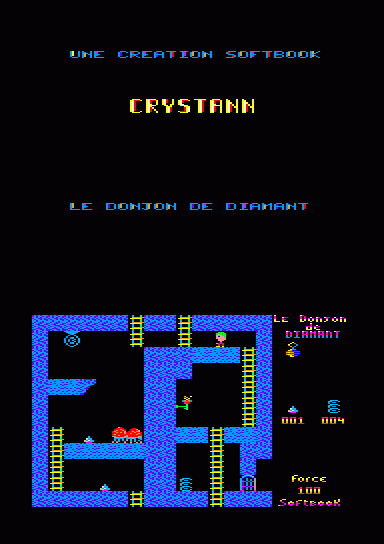 UNE CREATION SOFTBOOK
CRYSTANN
LE DONJON DE DIAMANT
Le Donjon
de
DIAMANT
001 004
Force
100
SoftbooK